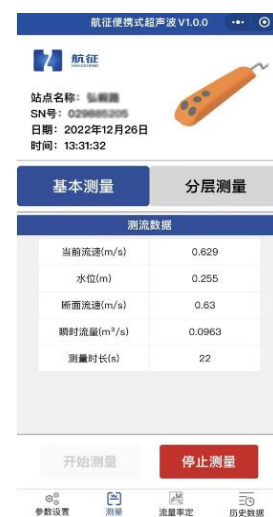 航征便携式超声波 V1.0.0
航征
站点名称:
SN号:
日期: 2022年12月26日
时间: 13:31:32
基本测量 分层测量
测流数据
当前流速(m/s) 0.629
水位(m) 0.255
断面流速(m/s) 0.63
瞬时流量(m³/s) 0.0963
测量时长(s) 22
开始测量 停止测量
参数设置 测量 流量率定 历史数据